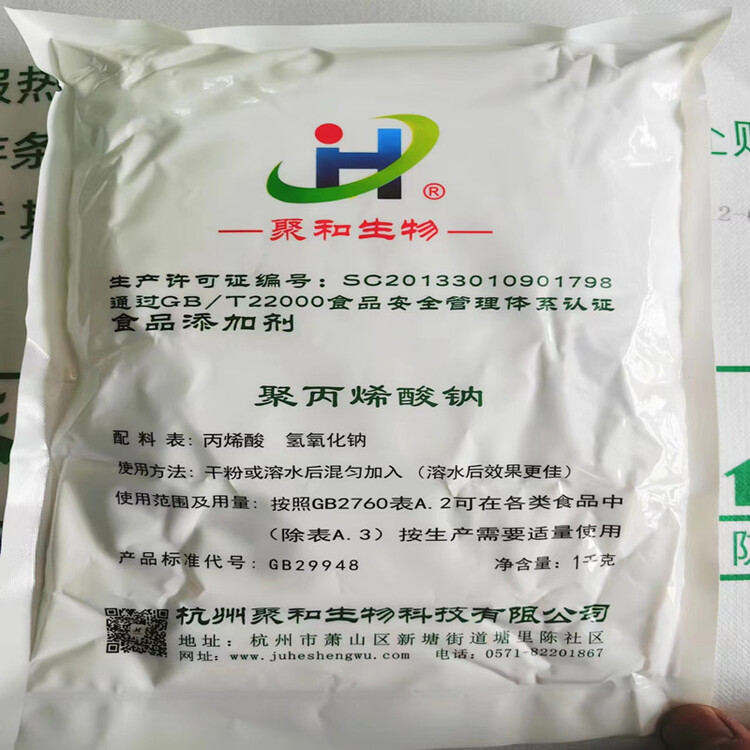 H®
— 聚和生物 —
生产许可证编号：SC20133010901798
通过GB/T22000食品安全管理体系认证
食品添加剂
聚丙烯酸钠
配料表：丙烯酸 氢氧化钠
使用方法：干粉或溶水后混匀加入（溶水后效果更佳）
使用范围及用量：按照GB2760表A.2可在各类食品中
（除表A.3）按生产需要适量使用
产品标准代号：GB29948
净含量：1千克
杭州聚和生物科技有限公司
地址：杭州市萧山区新塘街道塘里陈社区
网址：www.juheshengwu.com 电话：0571-82201867
热
条
防